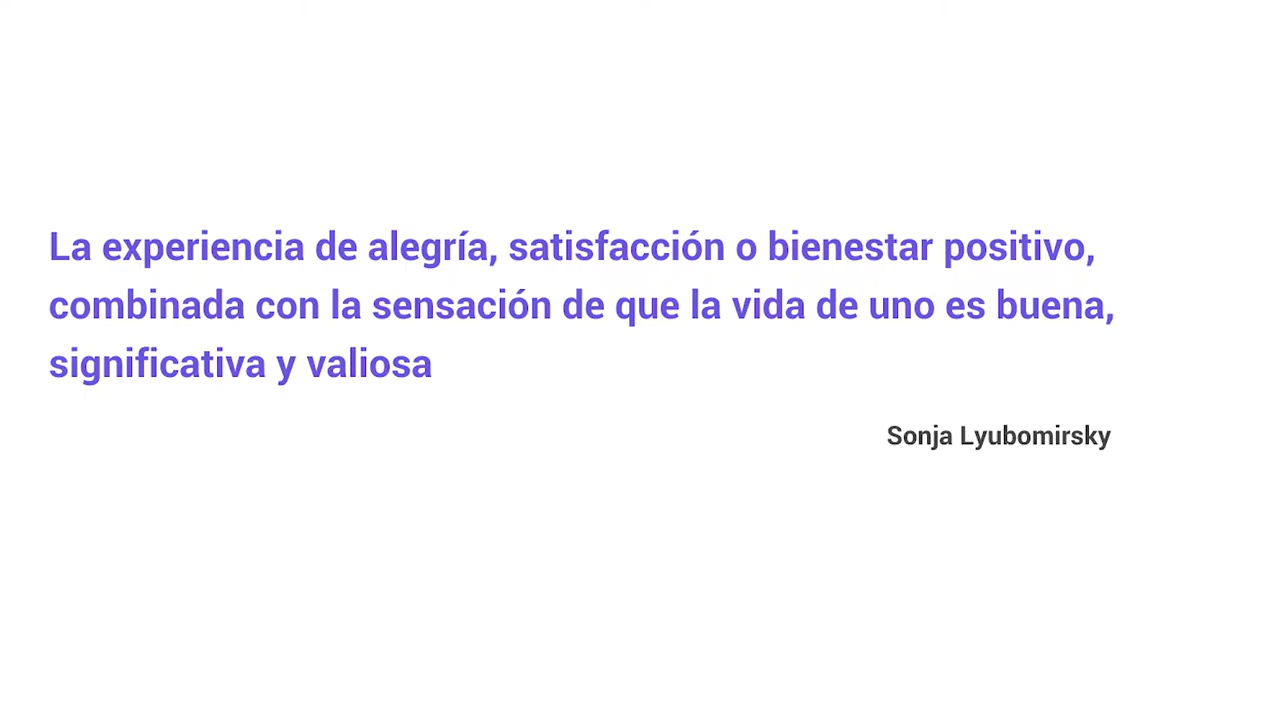 La experiencia de alegría, satisfacción o bienestar positivo,
combinada con la sensación de que la vida de uno es buena,
significativa y valiosa
Sonja Lyubomirsky